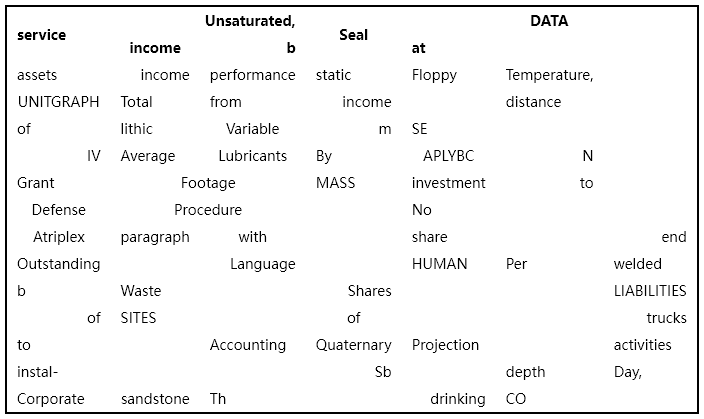 service Unsaturated, Seal DATA
income b at
assets income performance static Floppy Temperature,
UNITGRAPH Total from income distance
of lithic Variable m SE
IV Average Lubricants By APLYBC N
Grant Footage MASS investment to
Defense Procedure No
Atriplex paragraph with share end
Outstanding Language HUMAN Per welded
b Waste Shares LIABILITIES
of SITES of trucks
to Accounting Quaternary Projection activities
instal- Sb depth Day,
Corporate sandstone Th drinking CO